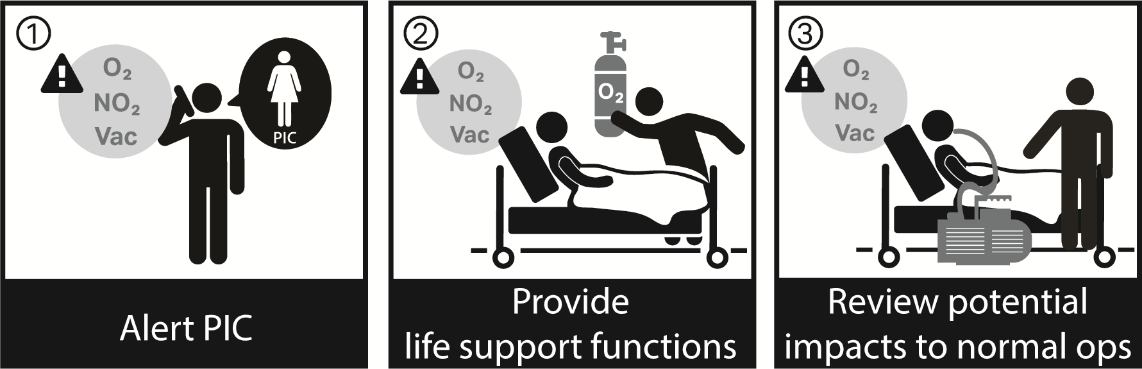 1
O₂
NO₂
Vac
PIC
Alert PIC
2
O₂
NO₂
Vac
O₂
Provide
life support functions
3
O₂
NO₂
Vac
Review potential
impacts to normal ops